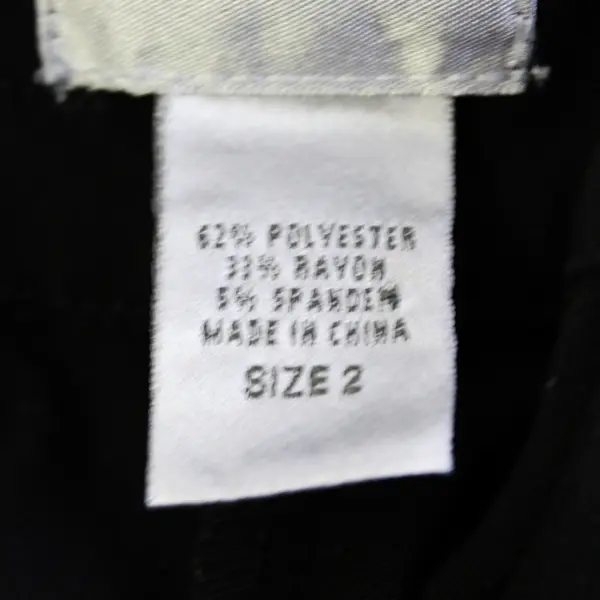 62% POLYESTER
33% RAYON
5% SPANDEX
MADE IN CHINA
SIZE 2